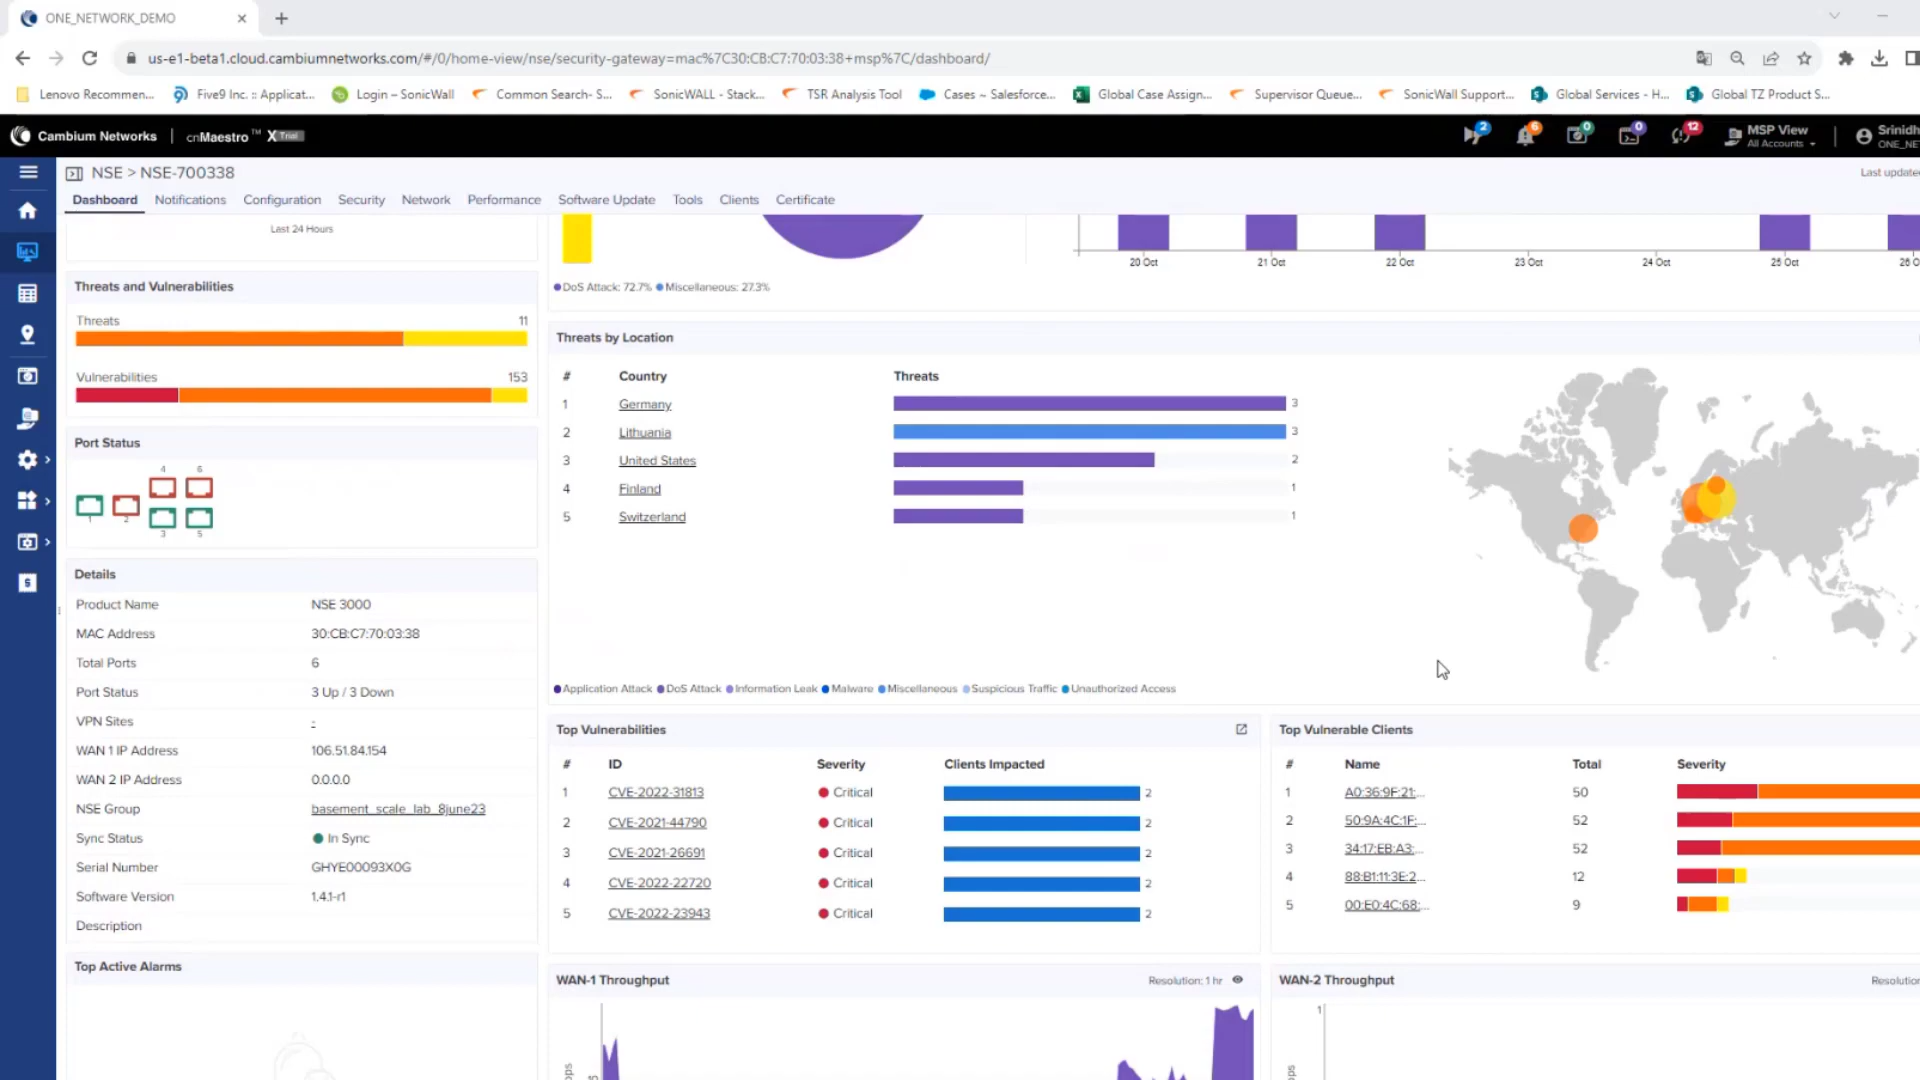 ONE_NETWORK_DEMO
us-e1-beta1.cloud.cambiumnetworks.com/#/0/home-view/nse/security-gateway=mac%7C30:CB:C7:70:03:38+msp%7C/dashboard/
Lenovo Recommen... Five9 Inc. :: Applicat... Login – SonicWall Common Search- S... SonicWALL - Stack... TSR Analysis Tool Cases ~ Salesforce... Global Case Assign... Supervisor Queue... SonicWall Support... Global Services - H... Global TZ Product S...
Cambium Networks | cnMaestro™ X Trial 2 6 0 0 12 MSP View All Accounts Srinidh ONE_NET
NSE > NSE-700338 Last update
Dashboard Notifications Configuration Security Network Performance Software Update Tools Clients Certificate
Last 24 Hours
20 Oct 21 Oct 22 Oct 23 Oct 24 Oct 25 Oct 26 O
DoS Attack: 72.7% Miscellaneous: 27.3%
Threats and Vulnerabilities
Threats 11
Vulnerabilities 153
Port Status
4 6
1 2
3 5
Details
Product Name NSE 3000
MAC Address 30:CB:C7:70:03:38
Total Ports 6
Port Status 3 Up / 3 Down
VPN Sites -
WAN 1 IP Address 106.51.84.154
WAN 2 IP Address 0.0.0.0
NSE Group basement_scale_lab_8june23
Sync Status In Sync
Serial Number GHYE00093X0G
Software Version 1.4.1-r1
Description
Top Active Alarms
Threats by Location
# Country Threats
1 Germany 3
2 Lithuania 3
3 United States 2
4 Finland 1
5 Switzerland 1
Application Attack DoS Attack Information Leak Malware Miscellaneous Suspicious Traffic Unauthorized Access
Top Vulnerabilities
# ID Severity Clients Impacted
1 CVE-2022-31813 Critical 2
2 CVE-2021-44790 Critical 2
3 CVE-2021-26691 Critical 2
4 CVE-2022-22720 Critical 2
5 CVE-2022-23943 Critical 2
Top Vulnerable Clients
# Name Total Severity
1 A0:36:9F:21:... 50
2 50:9A:4C:1F:... 52
3 34:17:EB:A3:... 52
4 88:B1:11:3E:2... 12
5 00:E0:4C:68:... 9
WAN-1 Throughput Resolution: 1 hr
WAN-2 Throughput Resolution
1